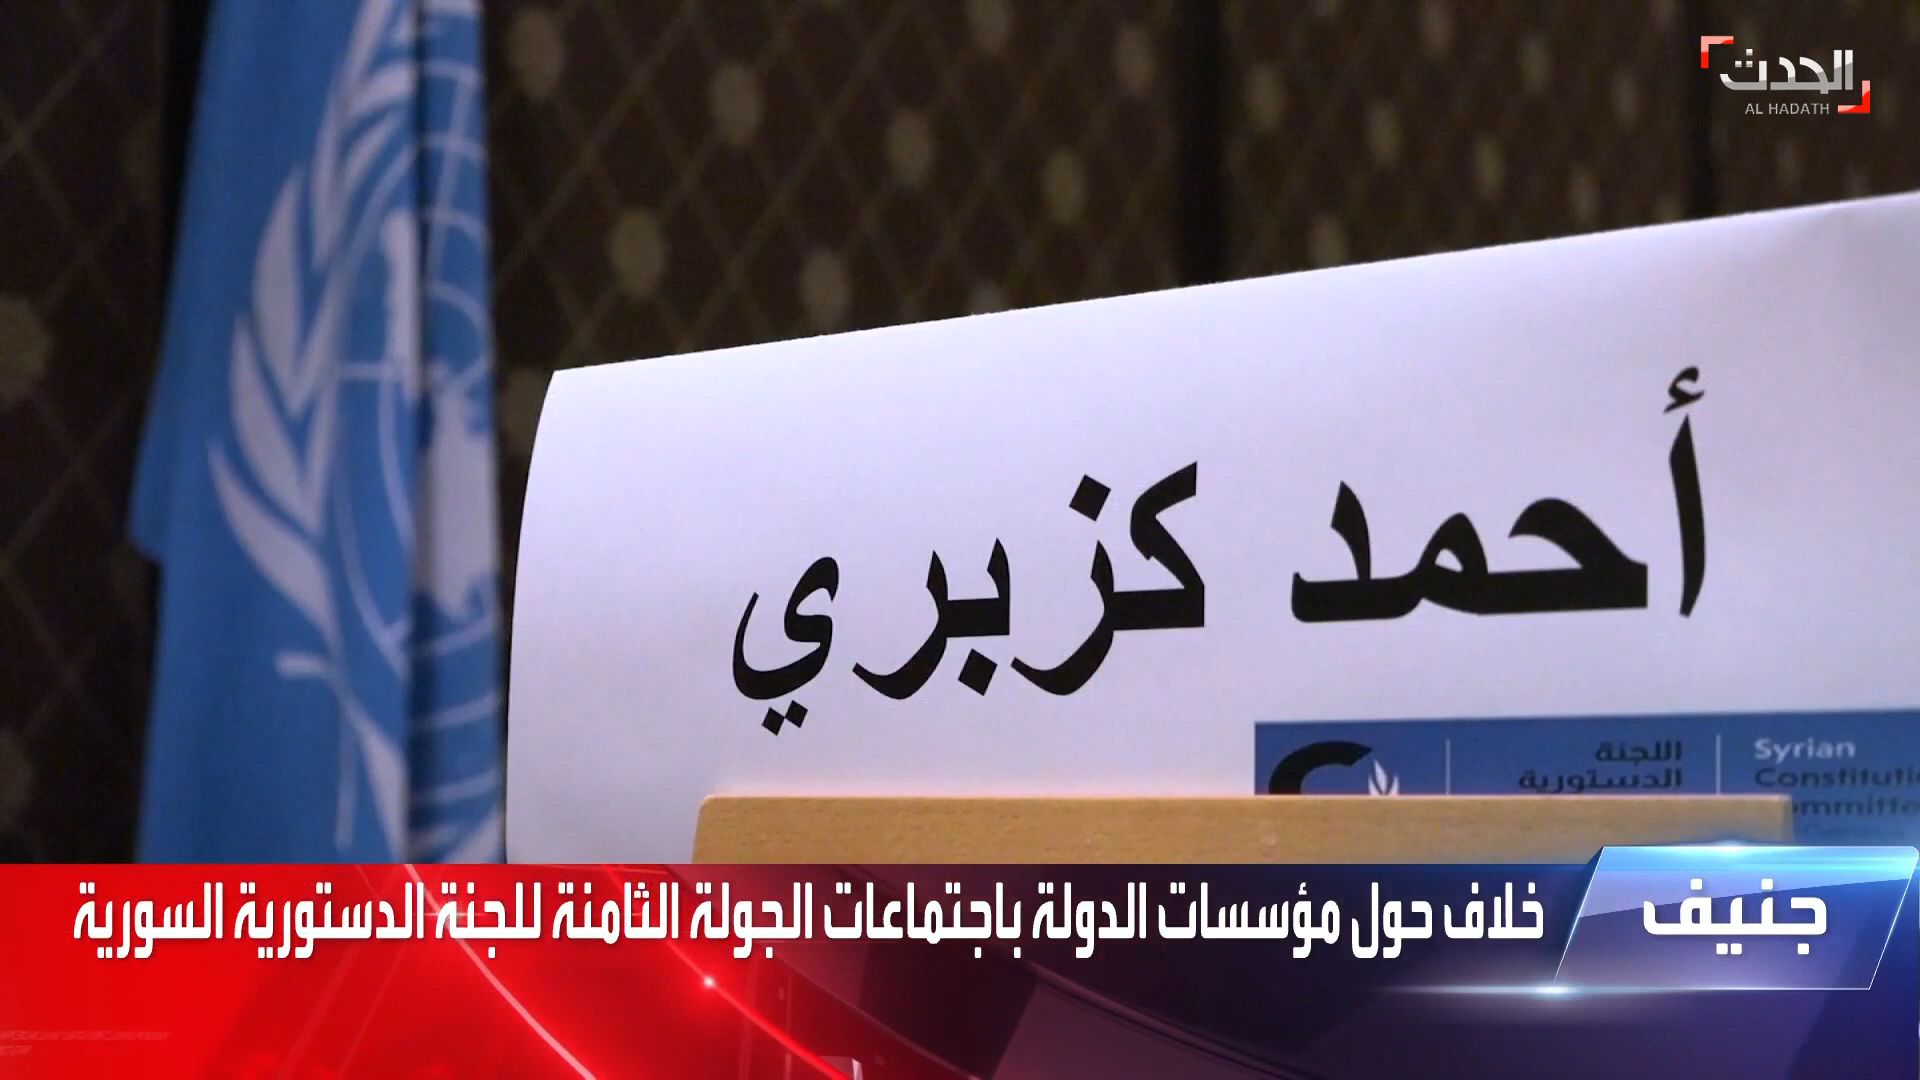 الحدث
AL HADATH
أحمد كزبري
اللجنة
الدستورية
Syrian
جنيف
خلاف حول مؤسسات الدولة باجتماعات الجولة الثامنة للجنة الدستورية السورية